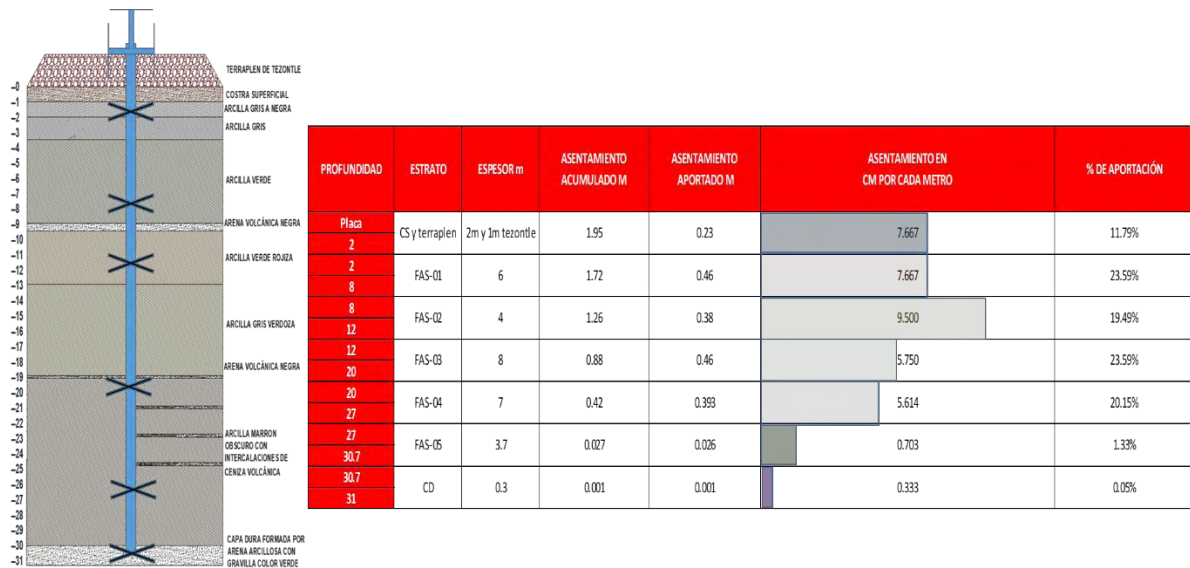 TERRAPLEN DE TEZONTLE
COSTRA SUPERFICIAL
ARCILLA GRIS A NEGRA
ARCILLA GRIS
ARCILLA VERDE
ARENA VOLCÁNICA NEGRA
ARCILLA VERDE ROJIZA
ARCILLA GRIS VERDOZA
ARENA VOLCÁNICA NEGRA
ARCILLA MARRON
OBSCURO CON
INTERCALACIONES DE
CENIZA VOLCÁNICA
CAPA DURA FORMADA POR
ARENA ARCILLOSA CON
GRAVILLA COLOR VERDE
–0
–1
–2
–3
–4
–5
–6
–7
–8
–9
–10
–11
–12
–13
–14
–15
–16
–17
–18
–19
–20
–21
–22
–23
–24
–25
–26
–27
–28
–29
–30
–31
PROFUNDIDAD ESTRATO ESPESOR m ASENTAMIENTO ACUMULADO M ASENTAMIENTO APORTADO M ASENTAMIENTO EN CM POR CADA METRO % DE APORTACIÓN
Placa
2
CS y terraplen 2m y 1m tezontle 1.95 0.23 7.667 11.79%
2
8
FAS-01 6 1.72 0.46 7.667 23.59%
8
12
FAS-02 4 1.26 0.38 9.500 19.49%
12
20
FAS-03 8 0.88 0.46 5.750 23.59%
20
27
FAS-04 7 0.42 0.393 5.614 20.15%
27
30.7
FAS-05 3.7 0.027 0.026 0.703 1.33%
30.7
31
CD 0.3 0.001 0.001 0.333 0.05%